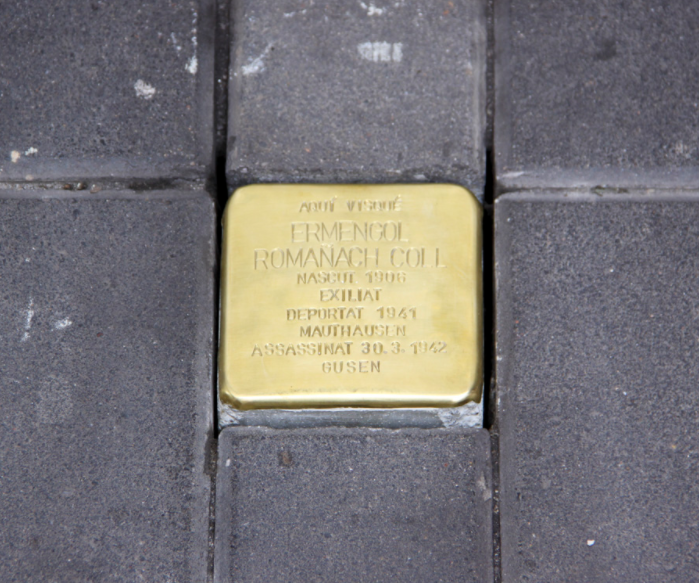 AQUÍ VISQUÉ
ERMENGOL
ROMAÑACH COLL
NASCUT 1906
EXILIAT
DEPORTAT 1941
MAUTHAUSEN
ASSASSINAT 30.3.1942
GUSEN